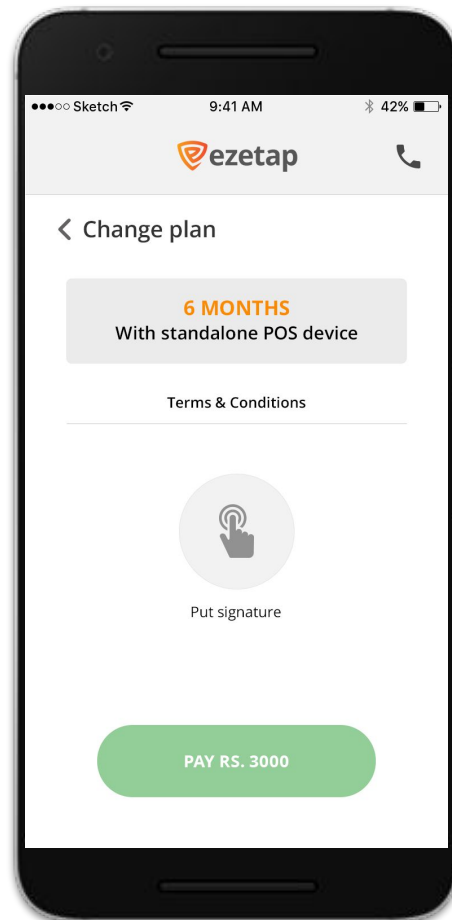 Sketch 9:41 AM 42%
ezetap
Change plan
6 MONTHS
With standalone POS device
Terms & Conditions
Put signature
PAY RS. 3000